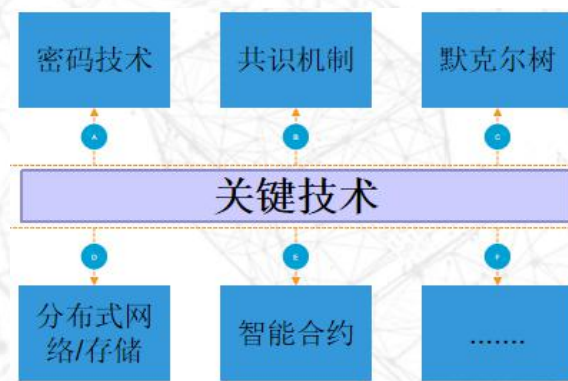 密码技术
共识机制
默克尔树
A
B
C
关键技术
D
E
F
分布式网
络/存储
智能合约
.......